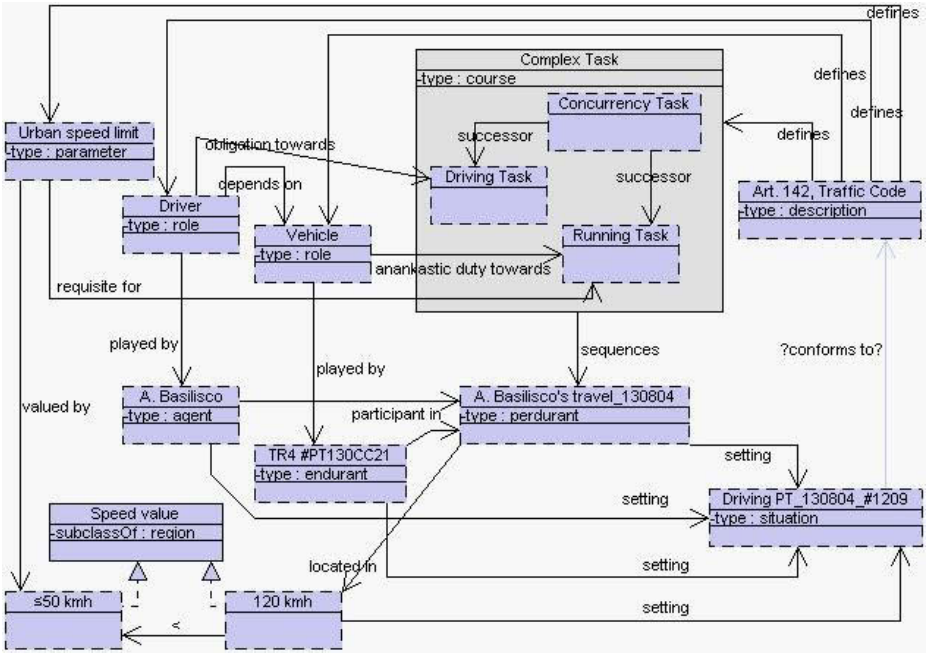 defines
Complex Task
-type : course
defines
Concurrency Task
defines
Urban speed limit
-type : parameter
successor
defines
obligation towards
Driving Task
successor
depends on
Art. 142, Traffic Code
-type : description
Driver
-type : role
Vehicle
-type : role
Running Task
anankastic duty towards
requisite for
played by
sequences
?conforms to?
played by
valued by
A. Basilisco
-type : agent
participant in
A. Basilisco's travel_130804
-type : perdurant
TR4 #PT130CC21
-type : endurant
setting
setting
Driving PT_130804_#1209
-type : situation
Speed value
-subclassOf : region
located in
setting
≤50 kmh
120 kmh
setting
<